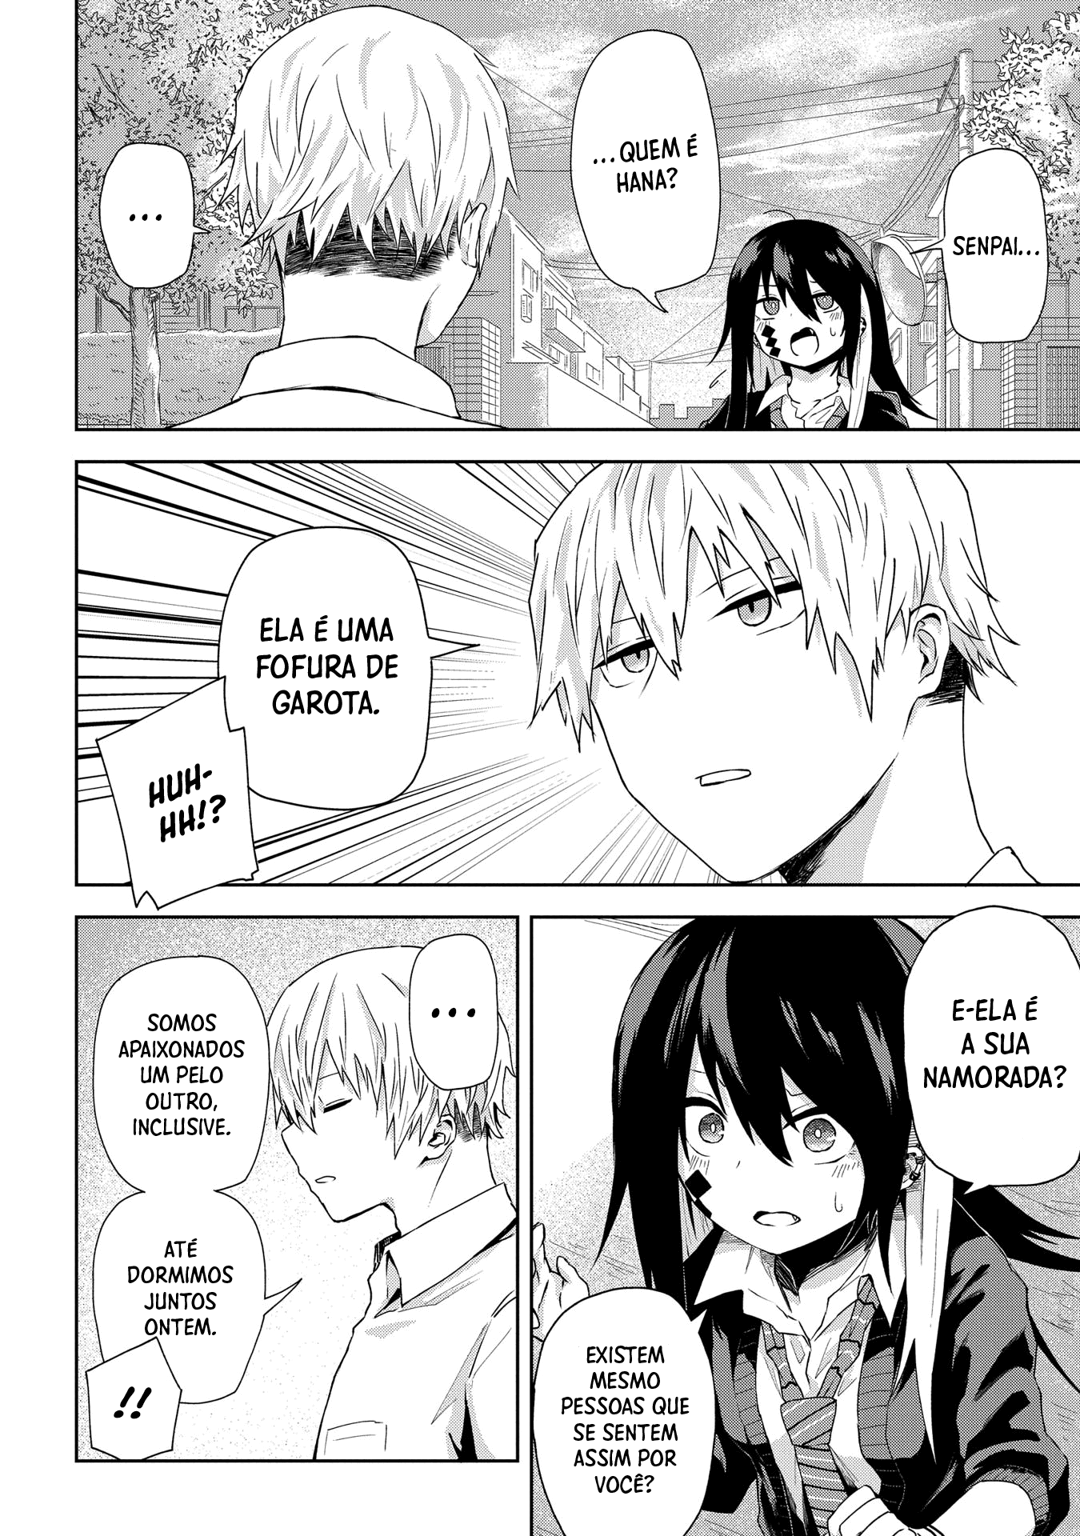 SENPAI...
...QUEM É
HANA?
...
ELA É UMA
FOFURA DE
GAROTA.
HUH-
HH!?
E-ELA É
A SUA
NAMORADA?
EXISTEM
MESMO
PESSOAS QUE
SE SENTEM
ASSIM POR
VOCÊ?
...
SOMOS
APAIXONADOS
UM PELO
OUTRO,
INCLUSIVE.
ATÉ
DORMIMOS
JUNTOS
ONTEM.
!!